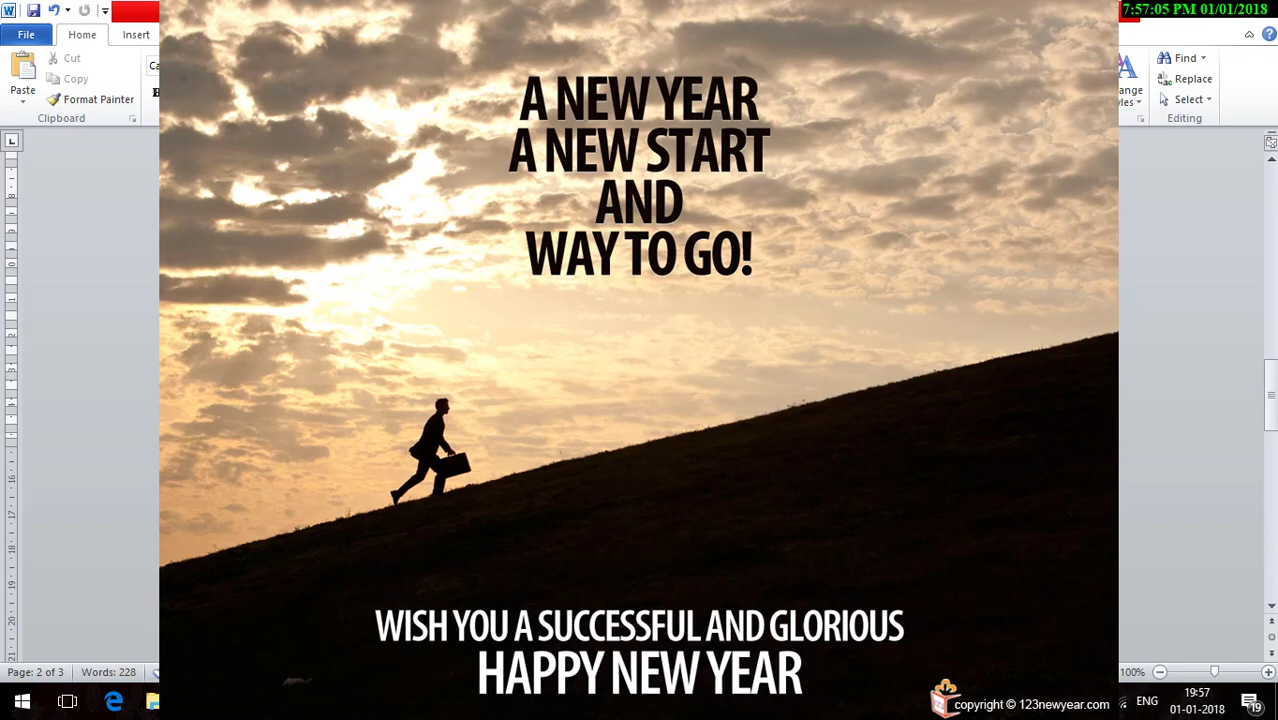 7:57:05 PM 01/01/2018
File
Home
Insert
Cut
Copy
Paste
Format Painter
Clipboard
Find
Replace
Select
Editing
A NEW YEAR
A NEW START
AND
WAY TO GO!
WISH YOU A SUCCESSFUL AND GLORIOUS
HAPPY NEW YEAR
copyright © 123newyear.com
Page: 2 of 3
Words: 228
100%
ENG
19:57
01-01-2018
19